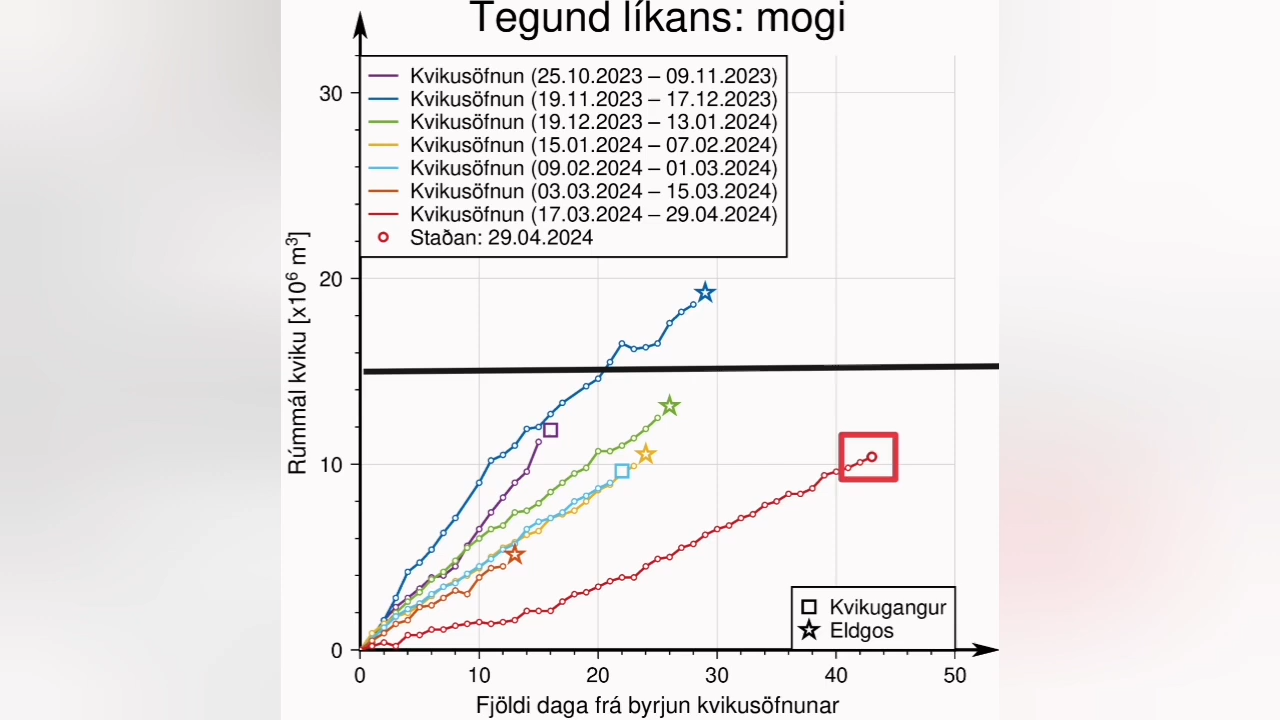 Tegund líkans: mogi
Kvikusöfnun (25.10.2023 – 09.11.2023)
Kvikusöfnun (19.11.2023 – 17.12.2023)
Kvikusöfnun (19.12.2023 – 13.01.2024)
Kvikusöfnun (15.01.2024 – 07.02.2024)
Kvikusöfnun (09.02.2024 – 01.03.2024)
Kvikusöfnun (03.03.2024 – 15.03.2024)
Kvikusöfnun (17.03.2024 – 29.04.2024)
Staðan: 29.04.2024
Rúmmál kviku [x10⁶ m³]
30
20
10
0
Kvikugangur
Eldgos
0 10 20 30 40 50
Fjöldi daga frá byrjun kvikusöfnunar